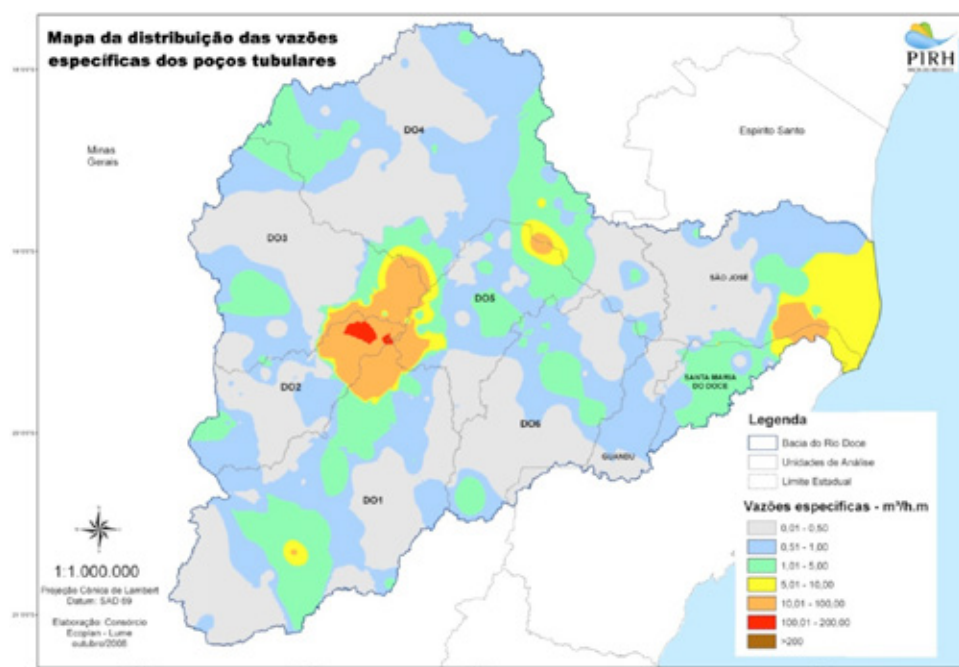 Mapa da distribuição das vazões
específicas dos poços tubulares
PIRH
Minas
Gerais
Espirito Santo
DO4
DO3
SÃO JOSÉ
DO5
DO2
SANTA MARIA
DO DOCE
DO6
GUANDU
DO1
Legenda
Bacia do Rio Doce
Unidades de Análise
Limite Estadual
Vazões específicas - m³/h.m
0,01 - 0,50
0,51 - 1,00
1,01 - 5,00
5,01 - 10,00
10,01 - 100,00
100,01 - 200,00
>200
1:1.000.000
Projeção Cônica de Lambert
Datum: SAD 69
Elaboração: Consórcio
Ecoplan - Lume
outubro/2008